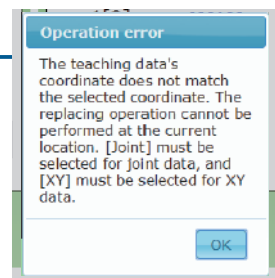 Operation error
The teaching data's
coordinate does not match
the selected coordinate. The
replacing operation cannot be
performed at the current
location. [Joint] must be
selected for joint data, and
[XY] must be selected for XY
data.
OK